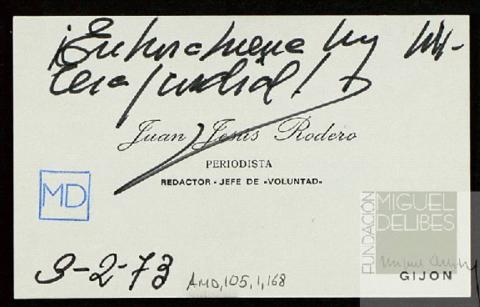 ¡Enhorabuena
Juan Jesús Rodero
PERIODISTA
REDACTOR - JEFE DE «VOLUNTAD»
MD
FUNDACIÓN
MIGUEL
DELIBES
GIJON
9-2-73
AMD,105,1,168